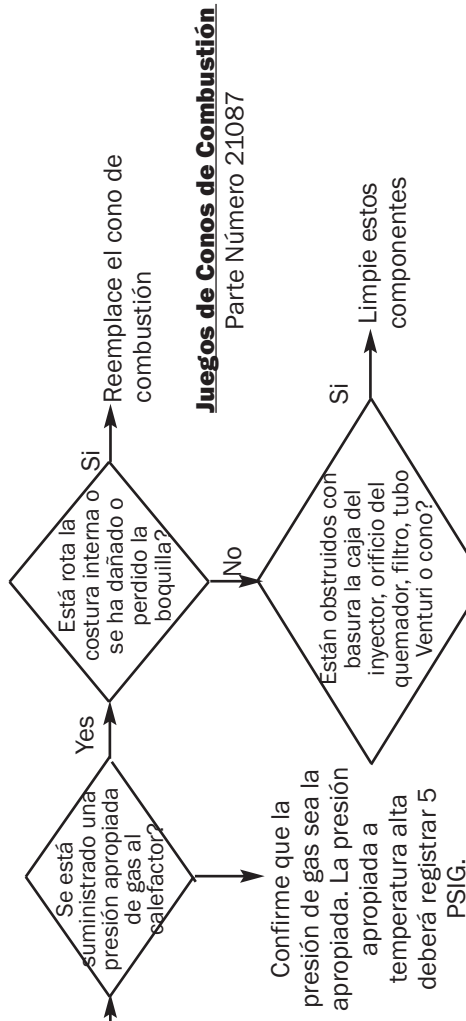 Se está
suministrado una
presión apropiada
de gas al
calefactor?
Yes
Confirme que la
presión de gas sea la
apropiada. La presión
apropiada a
temperatura alta
deberá registrar 5
PSIG.
Está rota la
costura interna o
se ha dañado o
perdido la
boquilla?
Si
Reemplace el cono de
combustión
No
Están obstruidos con
basura la caja del
inyector, orificio del
quemador, filtro, tubo
Venturi o cono?
Si
Limpie estos
componentes
Juegos de Conos de Combustión
Parte Número 21087